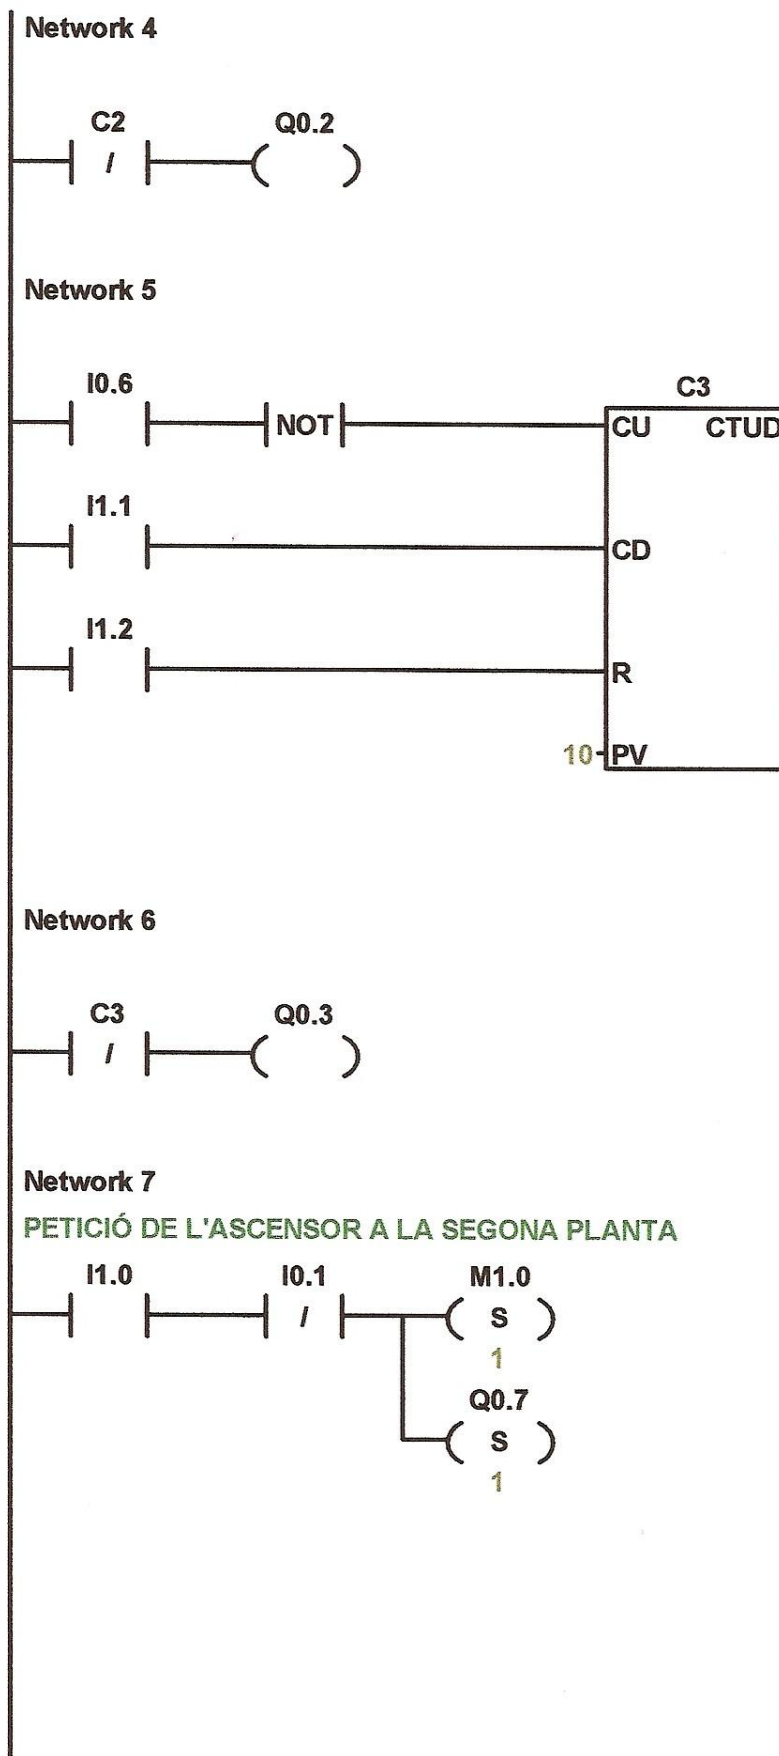 Network 4
C2 Q0.2
/
Network 5
I0.6 C3
NOT CU CTUD
I1.1
CD
I1.2
R
10 PV
Network 6
C3 Q0.3
/
Network 7
PETICIÓ DE L'ASCENSOR A LA SEGONA PLANTA
I1.0 I0.1 M1.0
/ S
1
Q0.7
S
1